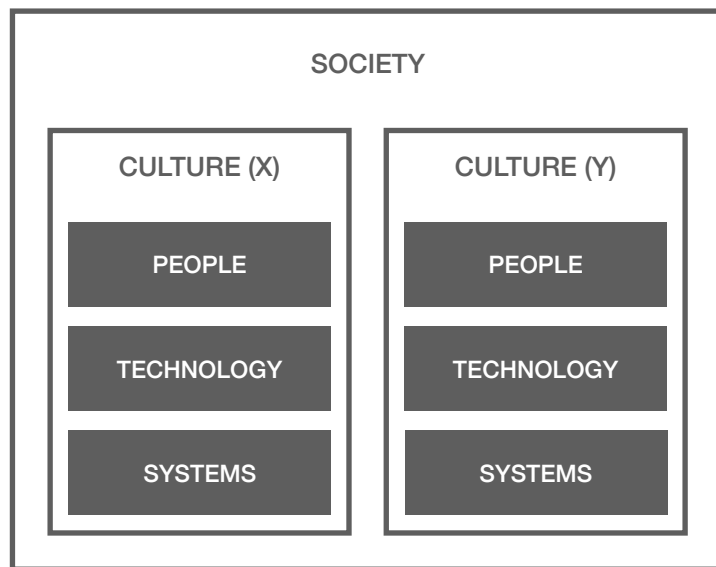 SOCIETY
CULTURE (X)
PEOPLE
TECHNOLOGY
SYSTEMS
CULTURE (Y)
PEOPLE
TECHNOLOGY
SYSTEMS